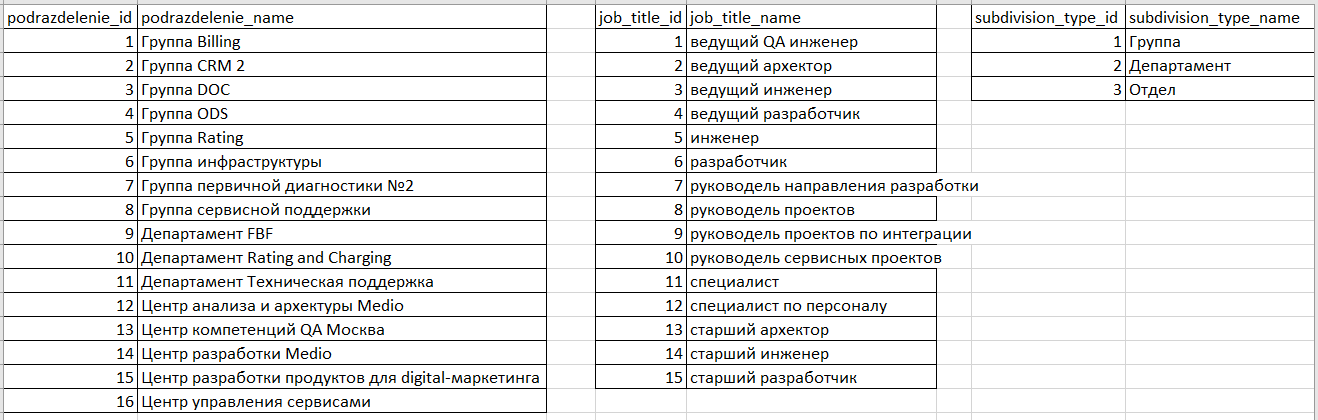 podrazdelenie_id podrazdelenie_name job_title_id job_title_name subdivision_type_id subdivision_type_name
1 Группа Billing 1 ведущий QA инженер 1 Группа
2 Группа CRM 2 2 ведущий архектор 2 Департамент
3 Группа DOC 3 ведущий инженер 3 Отдел
4 Группа ODS 4 ведущий разработчик
5 Группа Rating 5 инженер
6 Группа инфраструктуры 6 разработчик
7 Группа первичной диагностики №2 7 руководель направления разработки
8 Группа сервисной поддержки 8 руководель проектов
9 Департамент FBF 9 руководель проектов по интеграции
10 Департамент Rating and Charging 10 руководель сервисных проектов
11 Департамент Техническая поддержка 11 специалист
12 Центр анализа и архектуры Medio 12 специалист по персоналу
13 Центр компетенций QA Москва 13 старший архектор
14 Центр разработки Medio 14 старший инженер
15 Центр разработки продуктов для digital-маркетинга 15 старший разработчик
16 Центр управления сервисами